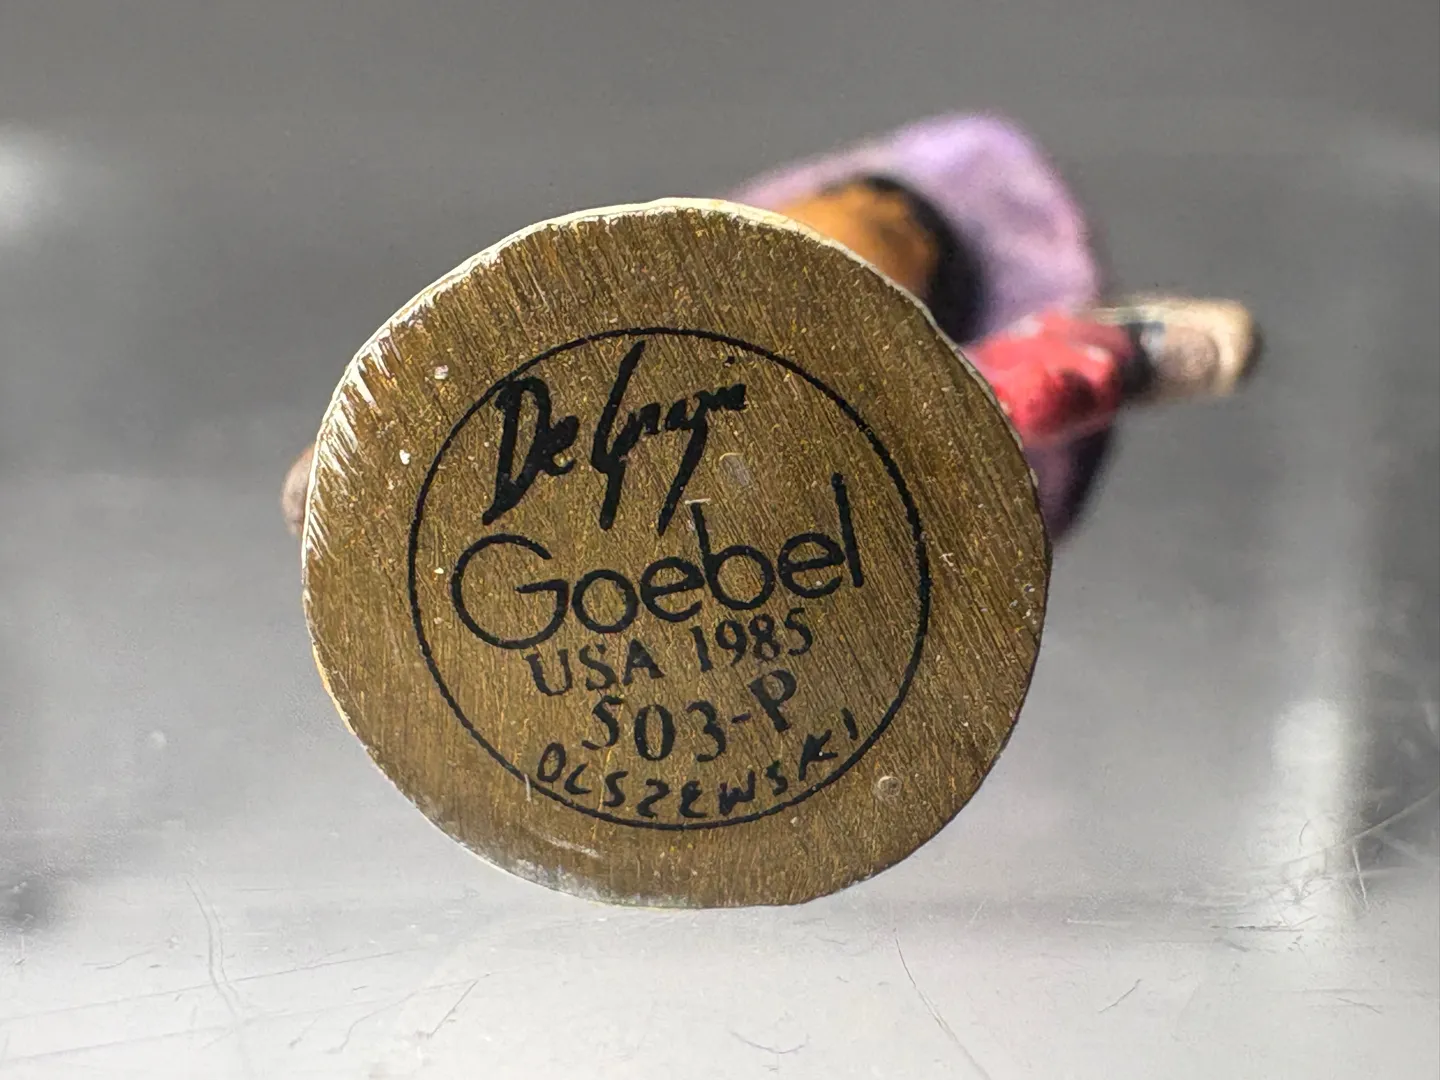 DeGrazia
Goebel
USA 1985
503-P
OLSZEWSKI